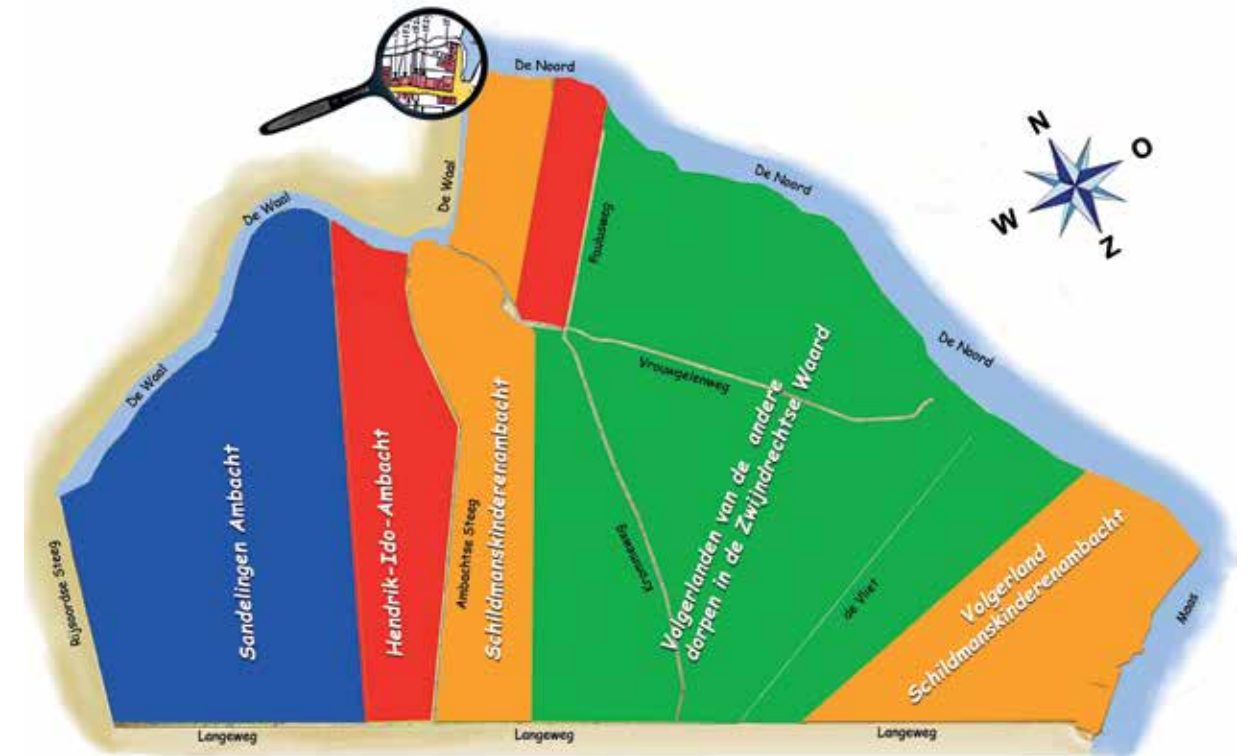 De Noord
N
O
W
Z
De Noord
De Waal
De Waal
Paulusweg
De Noord
Vrouwgelenweg
De Waal
Sandelingen Ambacht
Hendrik-Ido-Ambacht
Ambachtse Steeg
Schildmanskinderenambacht
Krommeweg
Volgerlanden van de andere
dorpen in de Zwijndrechtse Waard
de Vliet
Volgerland
Schildmanskinderenambacht
Maas
Rijsoordse Steeg
Langeweg
Langeweg
Langeweg